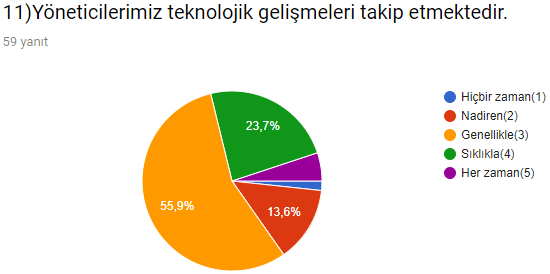 11)Yöneticilerimiz teknolojik gelişmeleri takip etmektedir.
59 yanıt
Hiçbir zaman(1)
Nadiren(2)
Genellikle(3)
Sıklıkla(4)
Her zaman(5)
23,7%
55,9%
13,6%